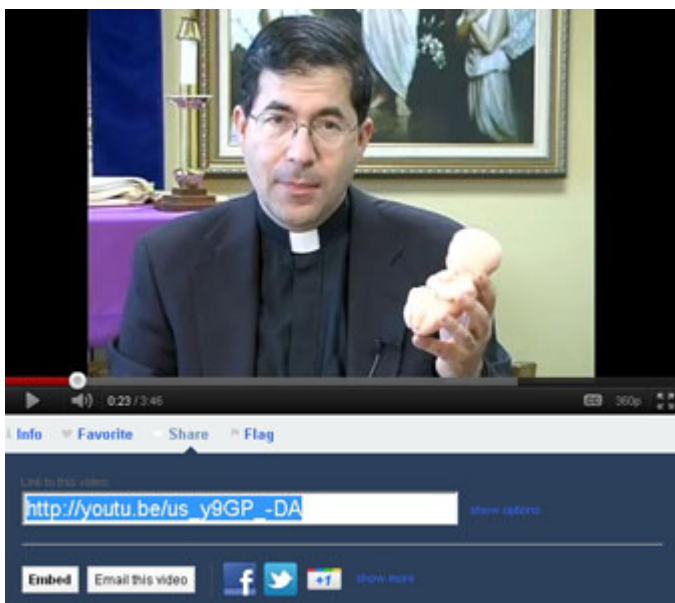 0:23 / 3:46
CC 360p
Info Favorite Share Flag
Link to this video:
http://youtu.be/us_y9GP_-DA
show options
Embed Email this video f +1 show more